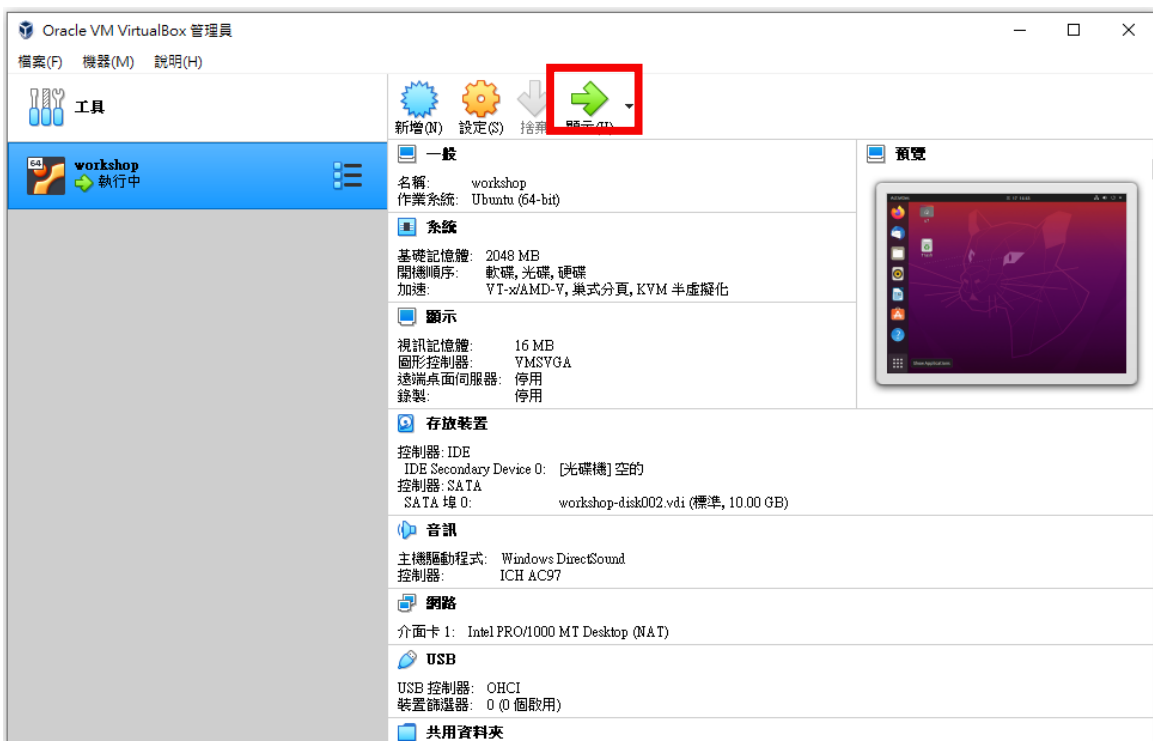 Oracle VM VirtualBox 管理員
檔案(F) 機器(M) 說明(H)
工具
新增(N) 設定(S) 捨棄 顯示(H)
64
workshop
執行中
一般
名稱: workshop
作業系統: Ubuntu (64-bit)
系統
基礎記憶體: 2048 MB
開機順序: 軟碟, 光碟, 硬碟
加速: VT-x/AMD-V, 巢式分頁, KVM 半虛擬化
顯示
視訊記憶體: 16 MB
圖形控制器: VMSVGA
遠端桌面伺服器: 停用
錄製: 停用
預覽
Activities
Trash
Show Applications
存放裝置
控制器: IDE
IDE Secondary Device 0: [光碟機] 空的
控制器: SATA
SATA 埠 0: workshop-disk002.vdi (標準, 10.00 GB)
音訊
主機驅動程式: Windows DirectSound
控制器: ICH AC97
網路
介面卡 1: Intel PRO/1000 MT Desktop (NAT)
USB
USB 控制器: OHCI
裝置篩選器: 0 (0 個啟用)
共用資料夾